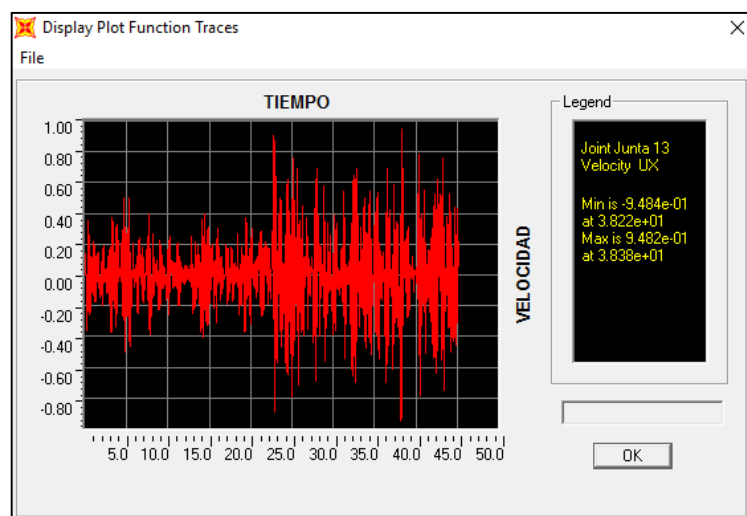 Display Plot Function Traces
File
TIEMPO
1.00
0.80
0.60
0.40
0.20
0.00
-0.20
-0.40
-0.60
-0.80
5.0 10.0 15.0 20.0 25.0 30.0 35.0 40.0 45.0 50.0
VELOCIDAD
Legend
Joint Junta 13
Velocity UX
Min is -9.484e-01
at 3.822e+01
Max is 9.482e-01
at 3.838e+01
OK